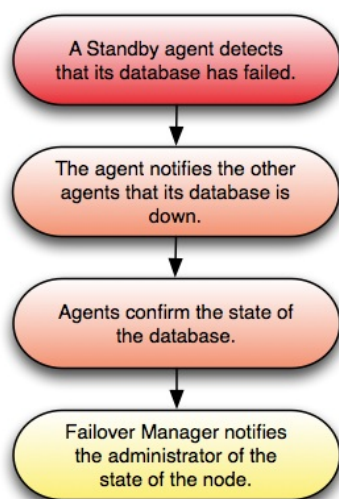 A Standby agent detects
that its database has failed.
The agent notifies the other
agents that its database is
down.
Agents confirm the state of
the database.
Failover Manager notifies
the administrator of the
state of the node.